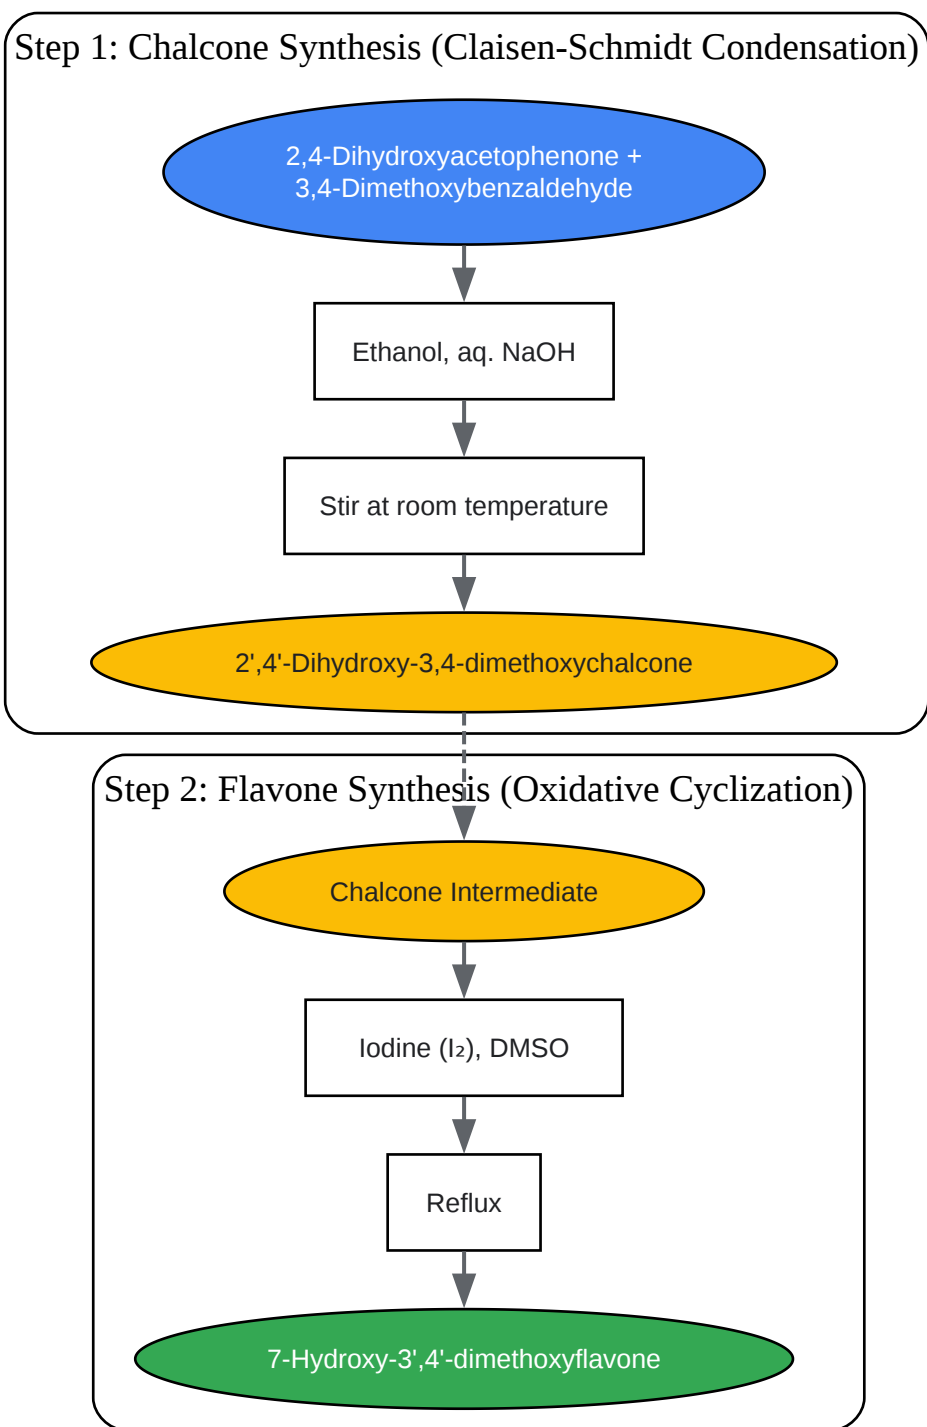 Step 1: Chalcone Synthesis (Claisen-Schmidt Condensation)
2,4-Dihydroxyacetophenone +
3,4-Dimethoxybenzaldehyde
Ethanol, aq. NaOH
Stir at room temperature
2',4'-Dihydroxy-3,4-dimethoxychalcone
Step 2: Flavone Synthesis (Oxidative Cyclization)
Chalcone Intermediate
Iodine (I₂), DMSO
Reflux
7-Hydroxy-3',4'-dimethoxyflavone